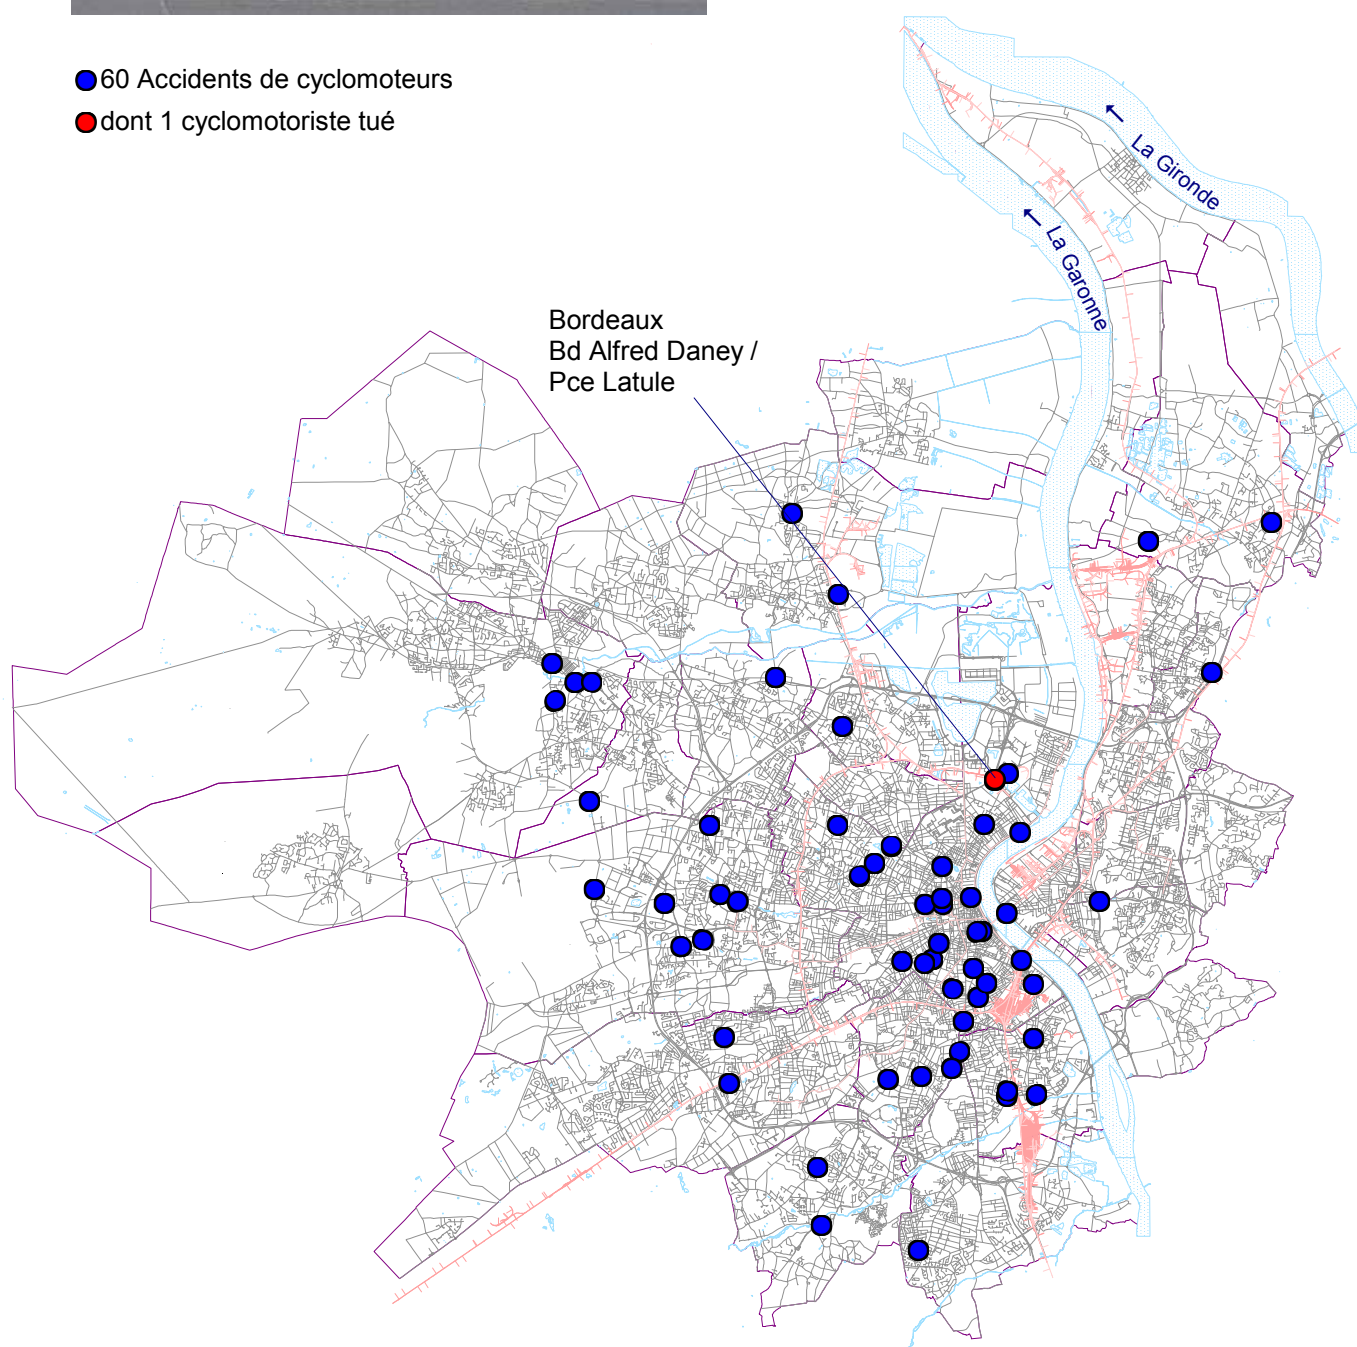 60 Accidents de cyclomoteurs
dont 1 cyclomotoriste tué
La Gironde
La Garonne
Bordeaux
Bd Alfred Daney /
Pce Latule